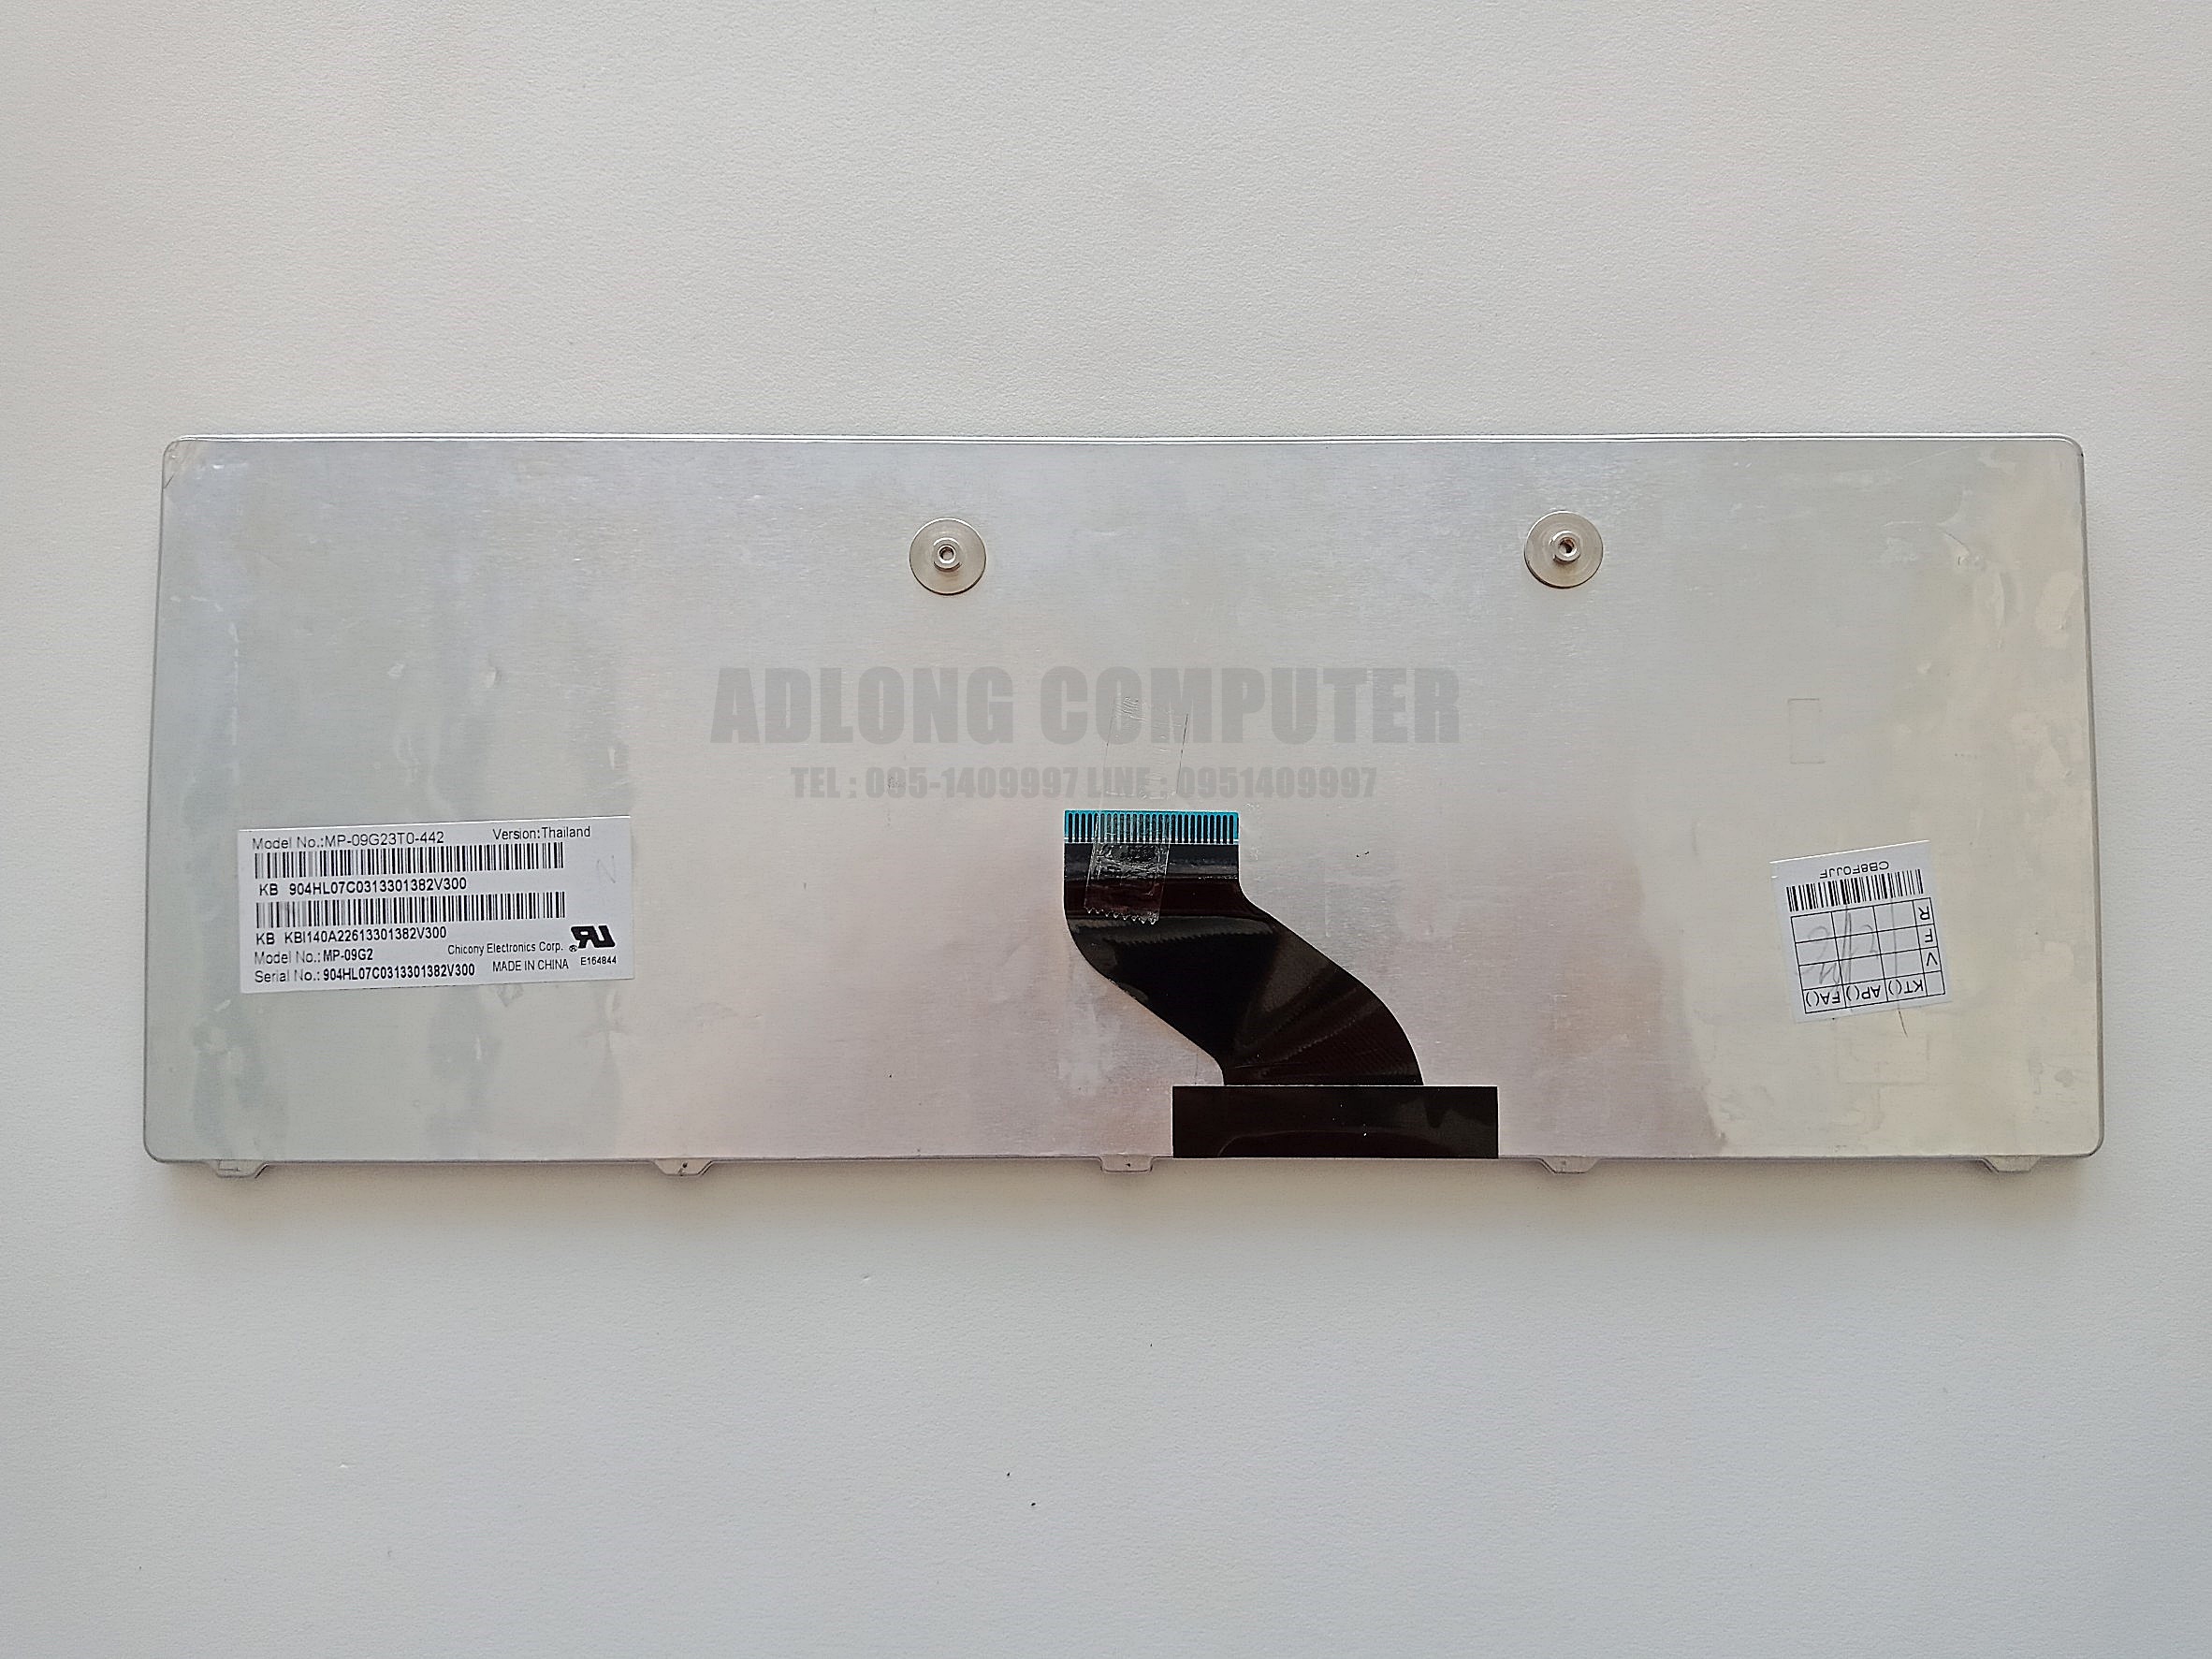 ADLONG COMPUTER
TEL : 095-1409997 LINE : 0951409997
Model No.:MP-09G23T0-442 Version:Thailand
KB 904HL07C0313301382V300
KB KBI140A22613301382V300
Model No.: MP-09G2 Chicony Electronics Corp. ®
Serial No.: 904HL07C0313301382V300 MADE IN CHINA E164844
N
CB8F0JJF
R
F
V
KT() AP() FA()